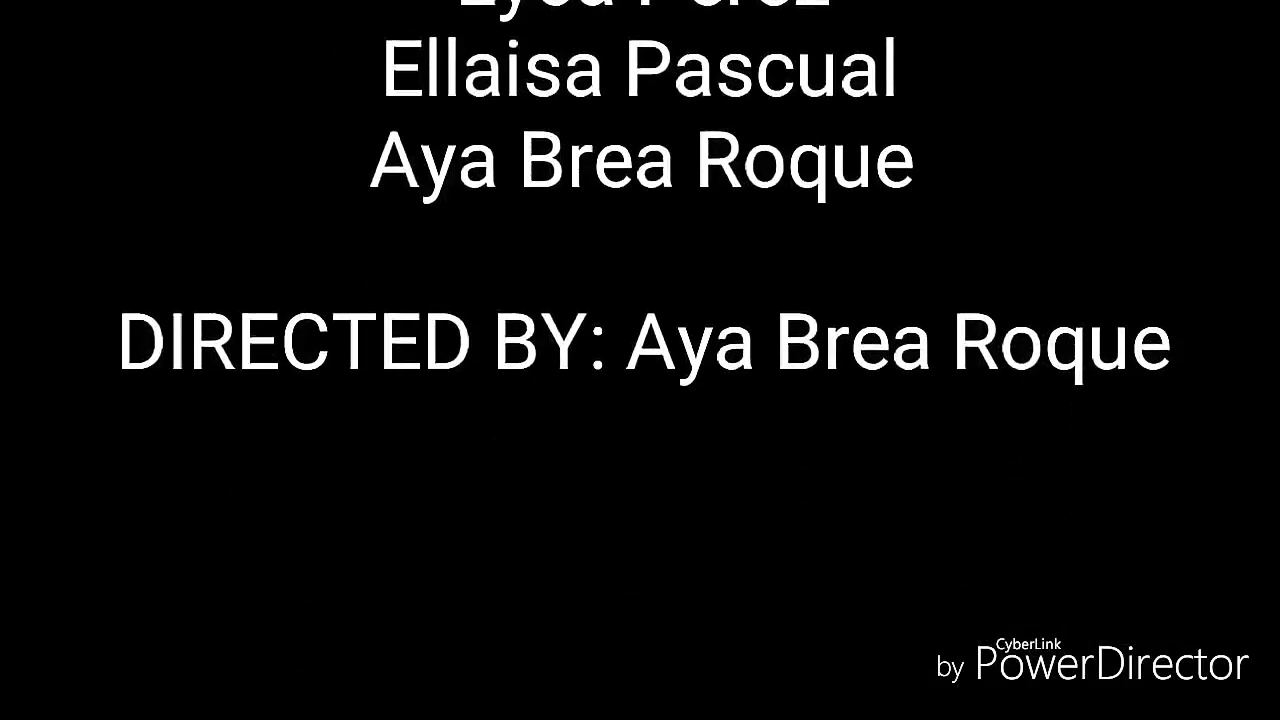 Ellaisa Pascual
Aya Brea Roque
DIRECTED BY: Aya Brea Roque
CyberLink
by PowerDirector